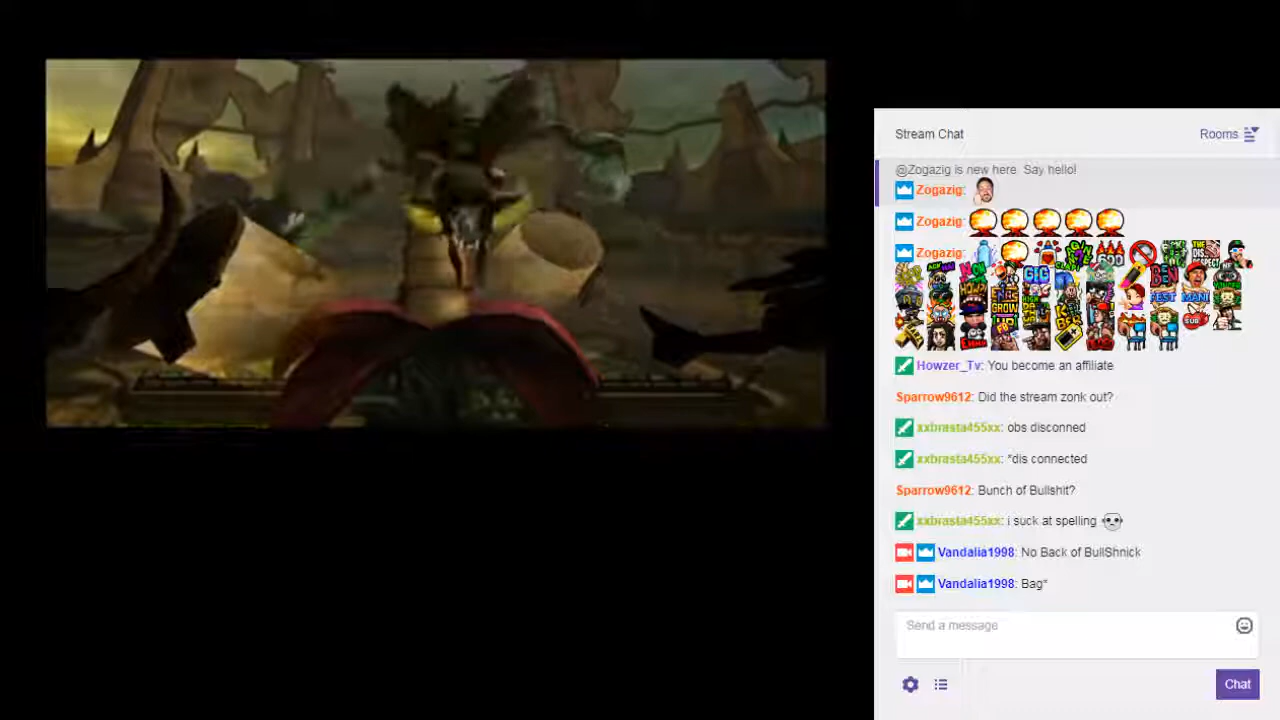 Stream Chat
Rooms
@Zogazig is new here. Say hello!
Zogazig:
Zogazig:
Zogazig:
Howzer_Tv: You become an affiliate
Sparrow9612: Did the stream zonk out?
xxbrasta455xx: obs disconned
xxbrasta455xx: *dis connected
Sparrow9612: Bunch of Bullshit?
xxbrasta455xx: i suck at spelling
Vandalia1998: No Back of BullShnick
Vandalia1998: Bag*
Send a message
Chat